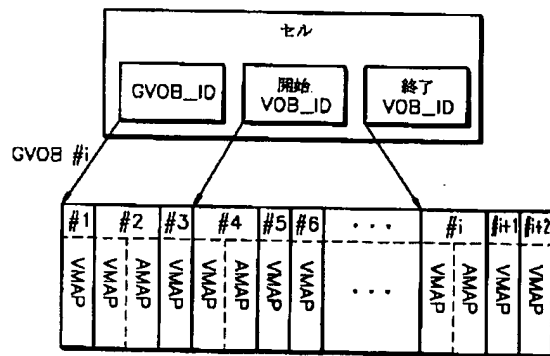 セル
GVOB_ID
開始
VOB_ID
終了
VOB_ID
GVOB #i
#1 #2 #3 #4 #5 #6 ・・・ #i #i+1 #i+2
VMAP VMAP AMAP VMAP VMAP AMAP VMAP VMAP ・・・ VMAP AMAP VMAP VMAP